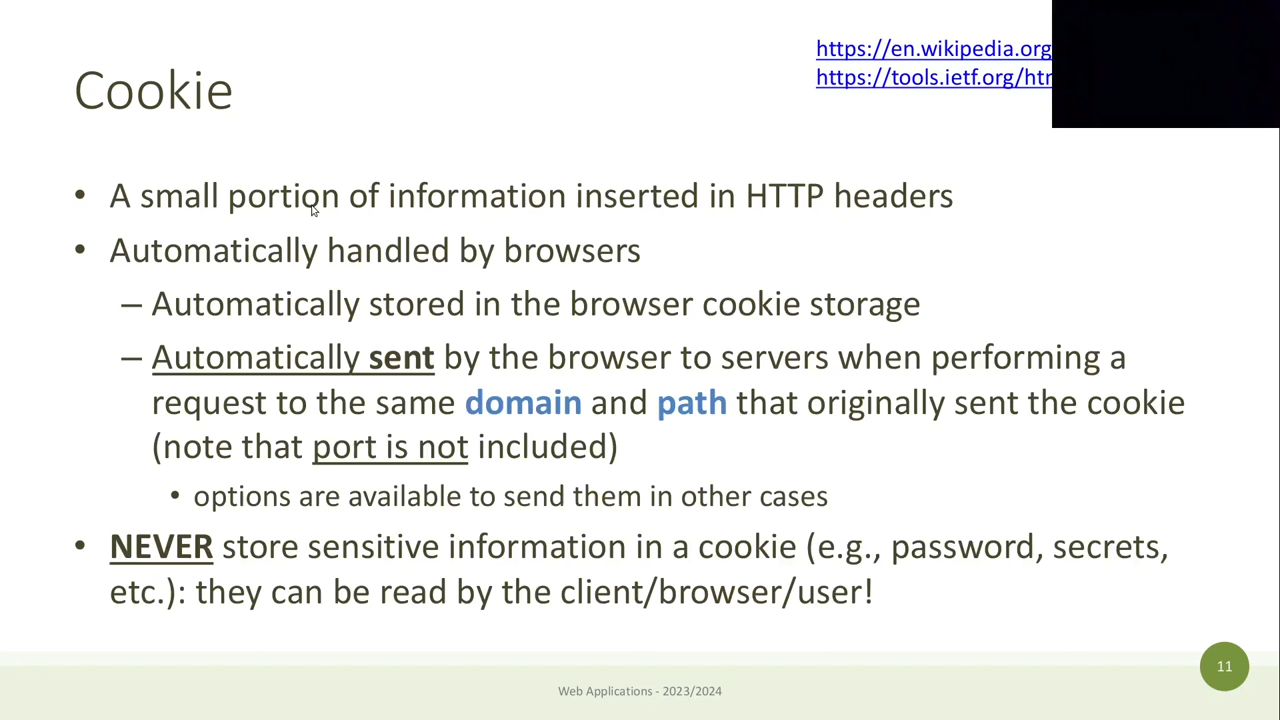 https://en.wikipedia.org
https://tools.ietf.org/htm
Cookie
• A small portion of information inserted in HTTP headers
• Automatically handled by browsers
– Automatically stored in the browser cookie storage
– Automatically sent by the browser to servers when performing a
request to the same domain and path that originally sent the cookie
(note that port is not included)
• options are available to send them in other cases
• NEVER store sensitive information in a cookie (e.g., password, secrets,
etc.): they can be read by the client/browser/user!
Web Applications - 2023/2024
11